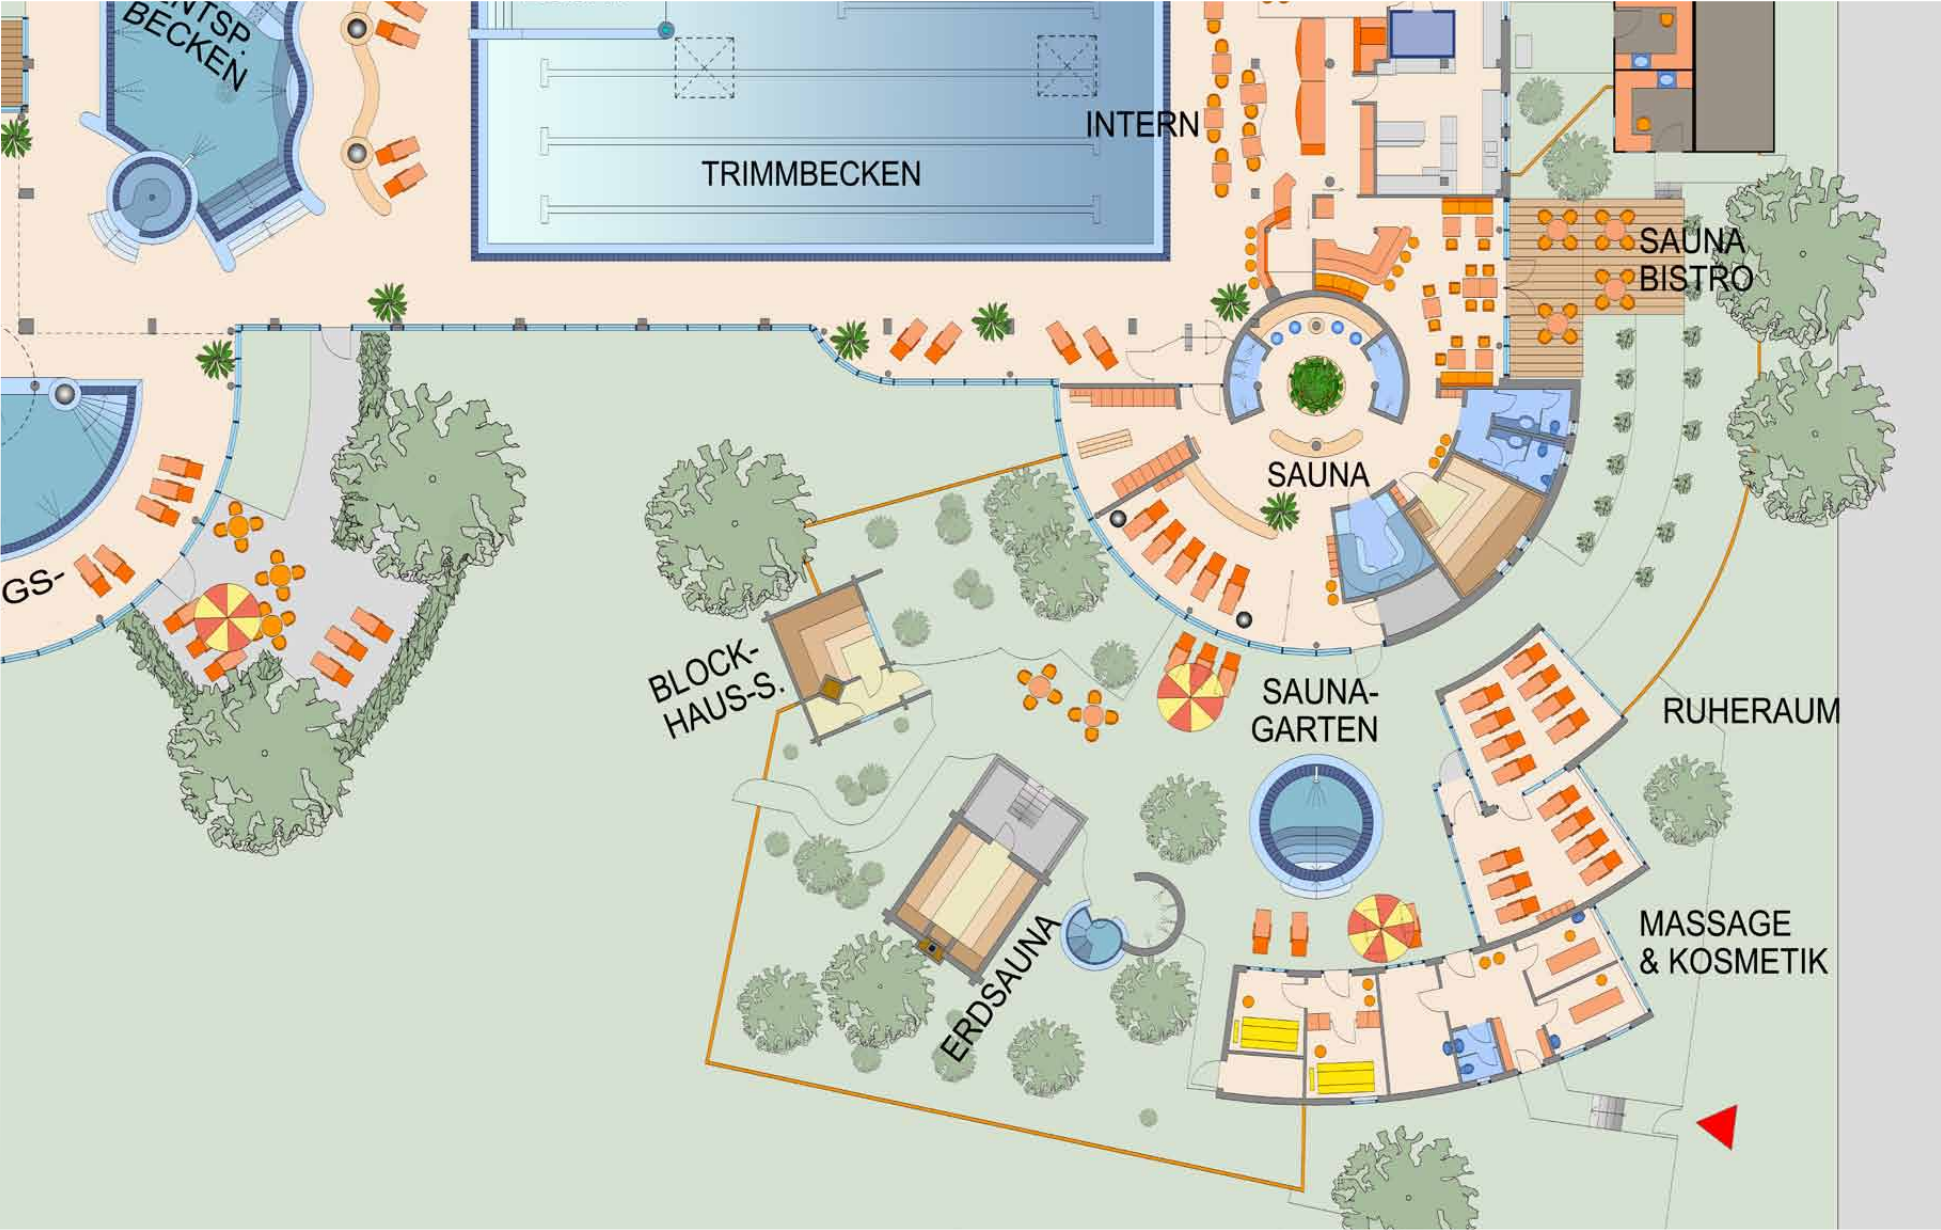 ENTSP.
BECKEN
INTERN
TRIMMBECKEN
SAUNA
BISTRO
SAUNA
GS-
BLOCK-
HAUS-S.
SAUNA-
GARTEN
RUHERAUM
ERDSAUNA
MASSAGE
& KOSMETIK